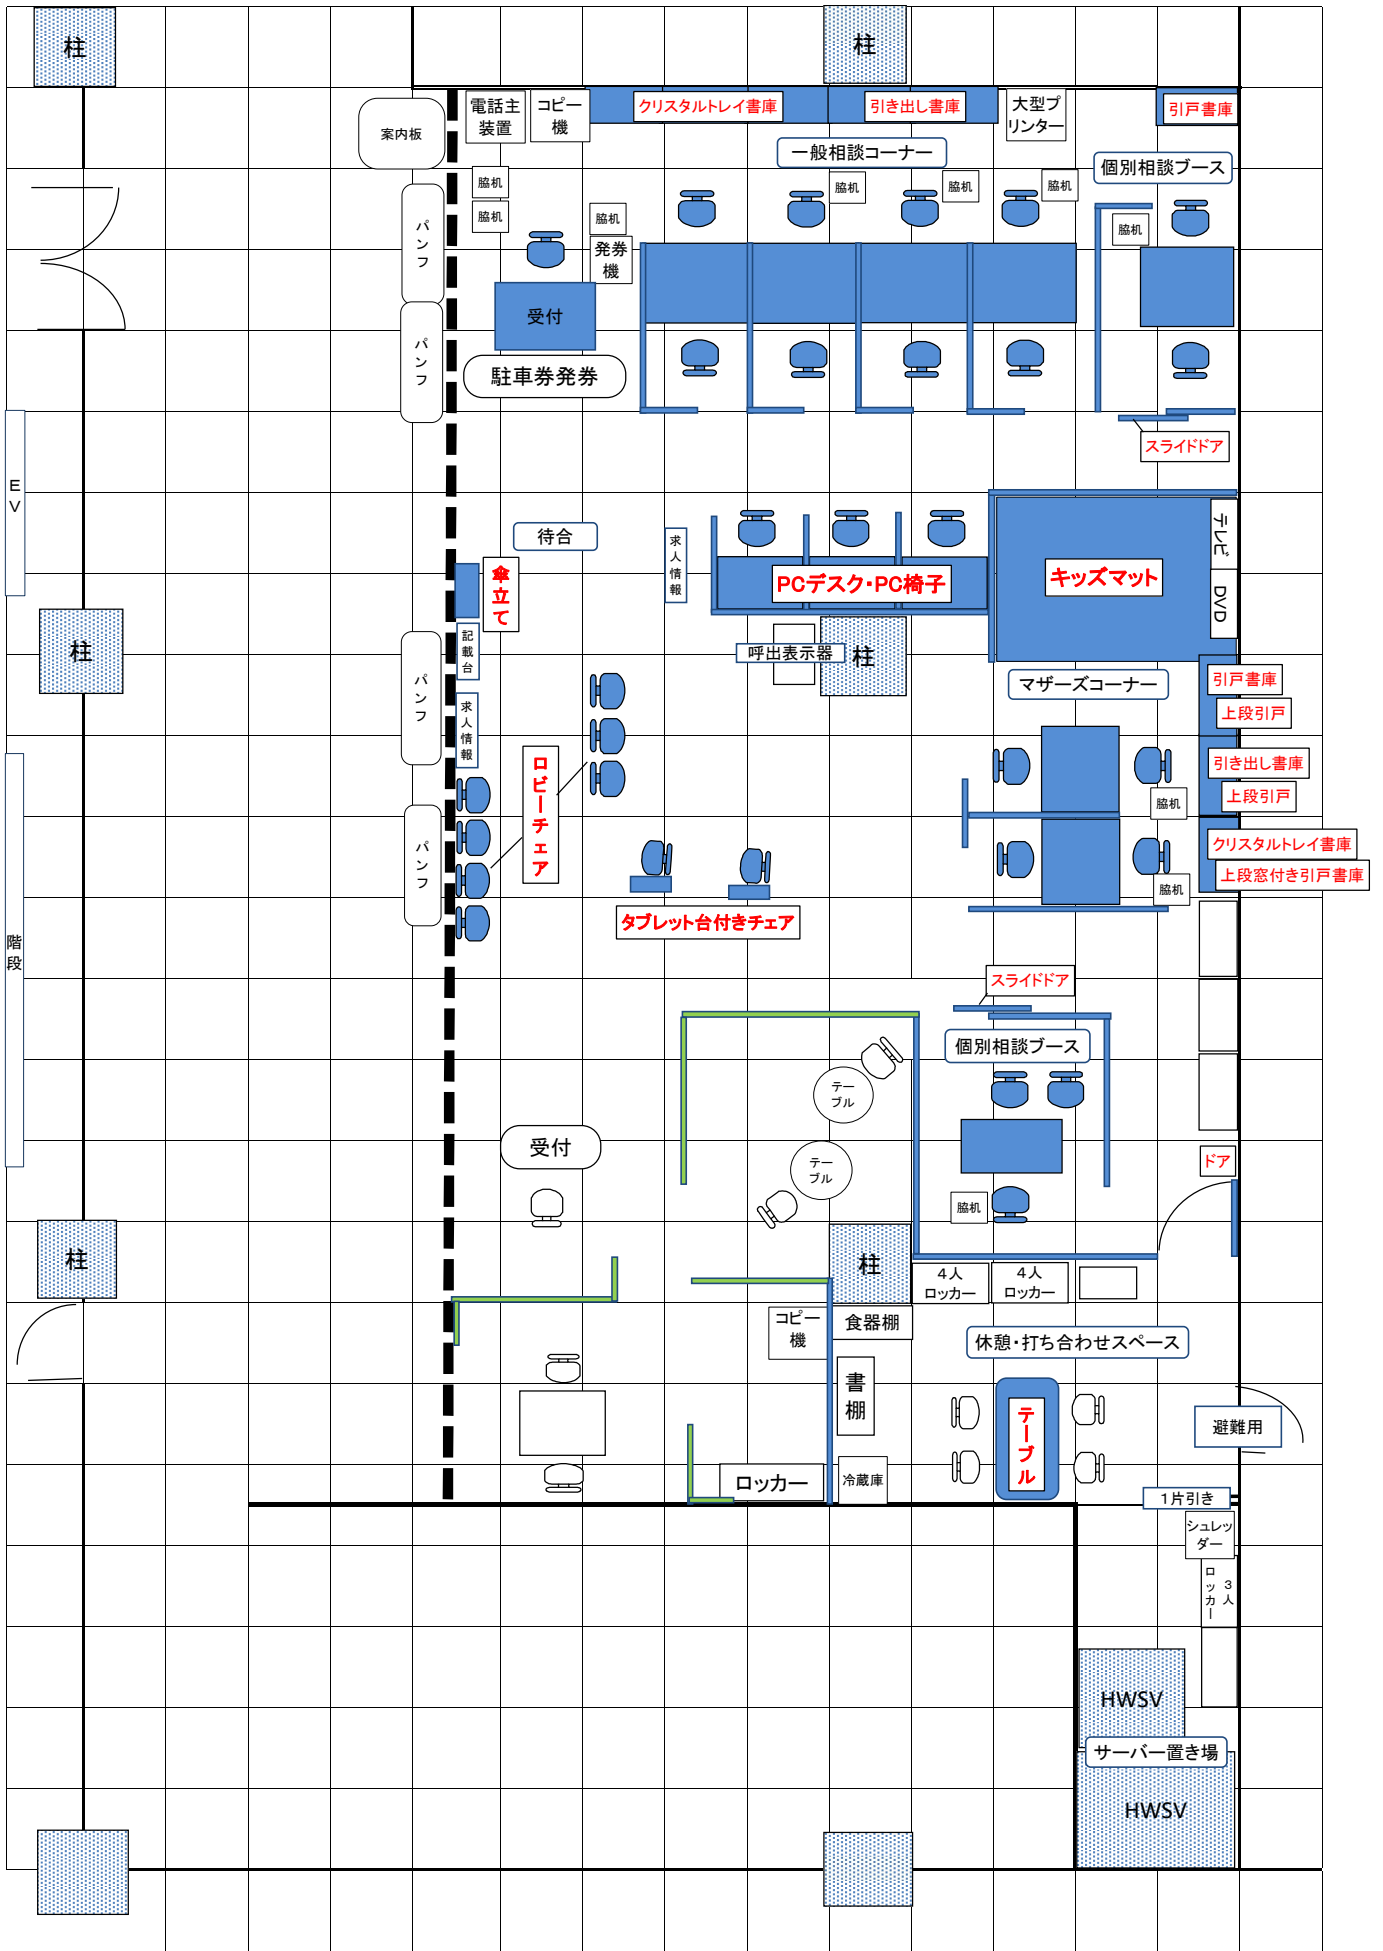 柱
柱
電話主
装置
コピー
機
クリスタルトレイ書庫
引き出し書庫
大型プ
リンター
引戸書庫
案内板
一般相談コーナー
個別相談ブース
脇机
脇机
脇机
脇机
脇机
脇机
脇机
パンフ
発券
機
受付
パンフ
駐車券発券
スライドドア
EV
待合
求人情報
傘立て
PCデスク・PC椅子
キッズマット
テレビ
DVD
柱
記載台
呼出表示器
柱
パンフ
求人情報
マザーズコーナー
引戸書庫
上段引戸
引き出し書庫
上段引戸
ロビーチェア
脇机
パンフ
クリスタルトレイ書庫
上段窓付き引戸書庫
脇机
タブレット台付きチェア
階段
スライドドア
個別相談ブース
テー
ブル
受付
テー
ブル
ドア
脇机
柱
柱
4人
ロッカー
4人
ロッカー
コピー
機
食器棚
休憩・打ち合わせスペース
書棚
テーブル
避難用
ロッカー
冷蔵庫
1片引き
シュレッ
ダー
3人
ロッカー
HWSV
サーバー置き場
HWSV